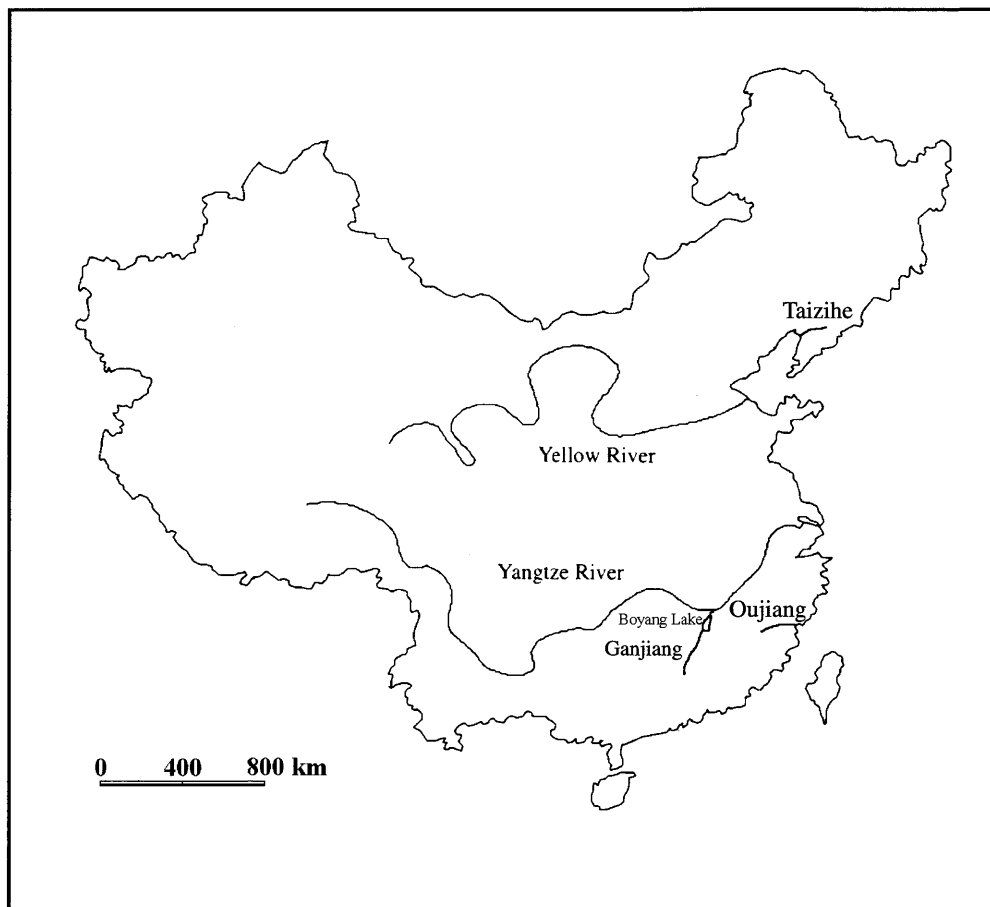 Taizihe
Yellow River
Yangtze River
Oujiang
Boyang Lake
Ganjiang
0 400 800 km